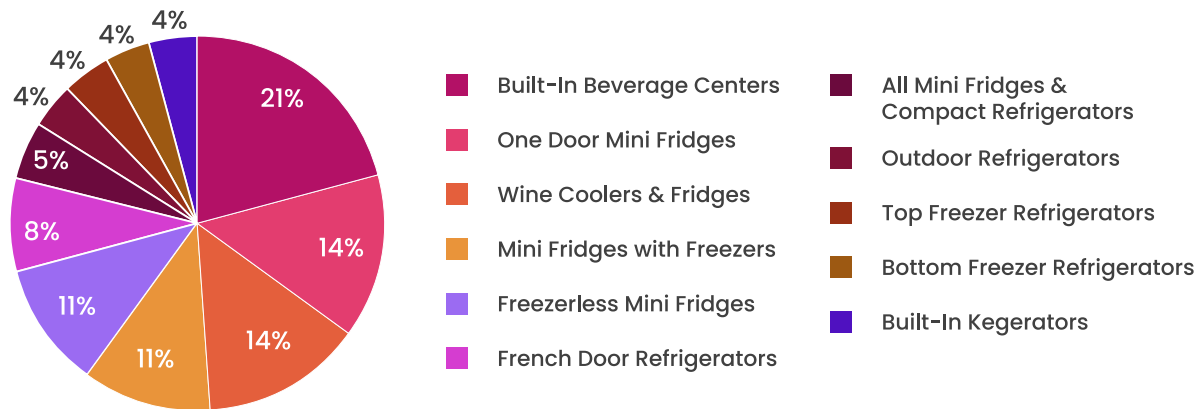 4%
4%
4%
4%
21%
5%
14%
8%
11%
14%
11%
Built-In Beverage Centers
One Door Mini Fridges
Wine Coolers & Fridges
Mini Fridges with Freezers
Freezerless Mini Fridges
French Door Refrigerators
All Mini Fridges &
Compact Refrigerators
Outdoor Refrigerators
Top Freezer Refrigerators
Bottom Freezer Refrigerators
Built-In Kegerators